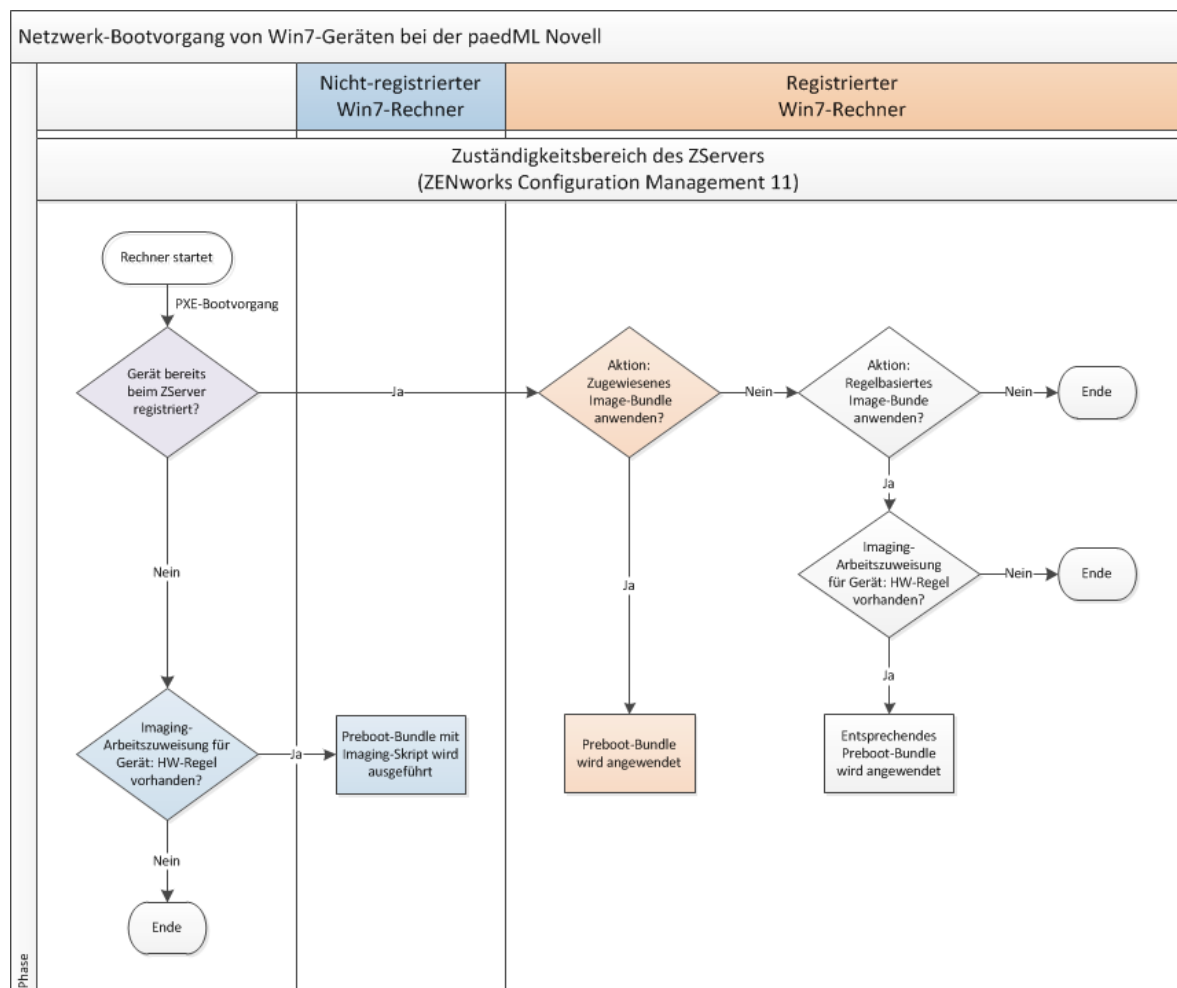 Netzwerk-Bootvorgang von Win7-Geräten bei der paedML Novell
Nicht-registrierter
Win7-Rechner
Registrierter
Win7-Rechner
Zuständigkeitsbereich des ZServers
(ZENworks Configuration Management 11)
Rechner startet
PXE-Bootvorgang
Gerät bereits
beim ZServer
registriert?
Ja
Aktion:
Zugewiesenes
Image-Bundle
anwenden?
Nein
Aktion:
Regelbasiertes
Image-Bunde
anwenden?
Nein
Ende
Ja
Imaging-
Arbeitszuweisung
für Gerät: HW-Regel
vorhanden?
Nein
Ende
Nein
Ja
Ja
Imaging-
Arbeitszuweisung für
Gerät: HW-Regel
vorhanden?
Ja
Preboot-Bundle mit
Imaging-Skript wird
ausgeführt
Preboot-Bundle
wird angewendet
Entsprechendes
Preboot-Bundle
wird angewendet
Nein
Ende
Phase